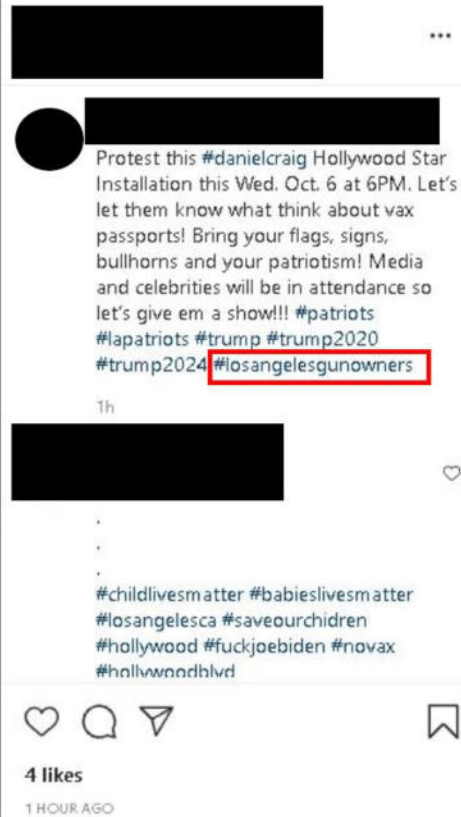 Protest this #danielcraig Hollywood Star
Installation this Wed. Oct. 6 at 6PM. Let's
let them know what think about vax
passports! Bring your flags, signs,
bullhorns and your patriotism! Media
and celebrities will be in attendance so
let's give em a show!!! #patriots
#lapatriots #trump #trump2020
#trump2024 #losangelesgunowners
1h
.
.
.
#childlivesmatter #babieslivesmatter
#losangelesca #saveourchidren
#hollywood #fuckjoebiden #novax
#hollywoodblvd
4 likes
1 HOUR AGO